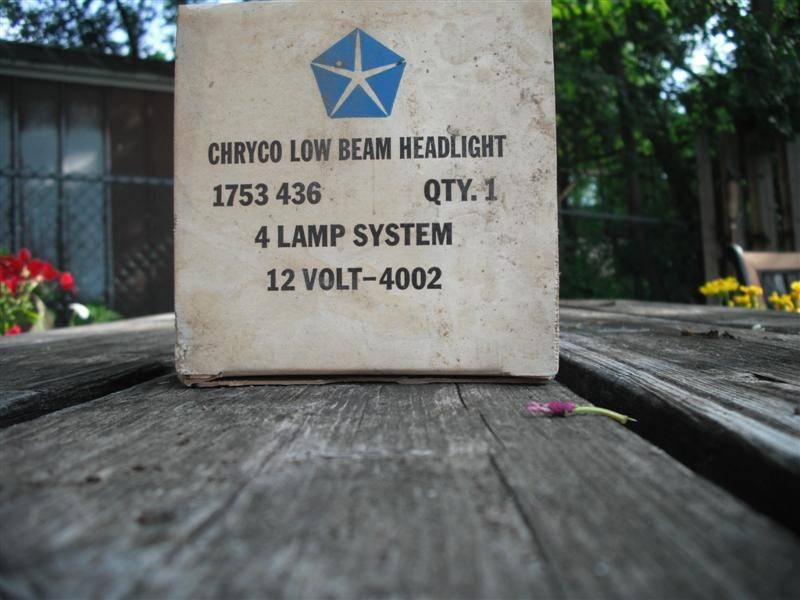 CHRYCO LOW BEAM HEADLIGHT
1753 436 QTY. 1
4 LAMP SYSTEM
12 VOLT-4002